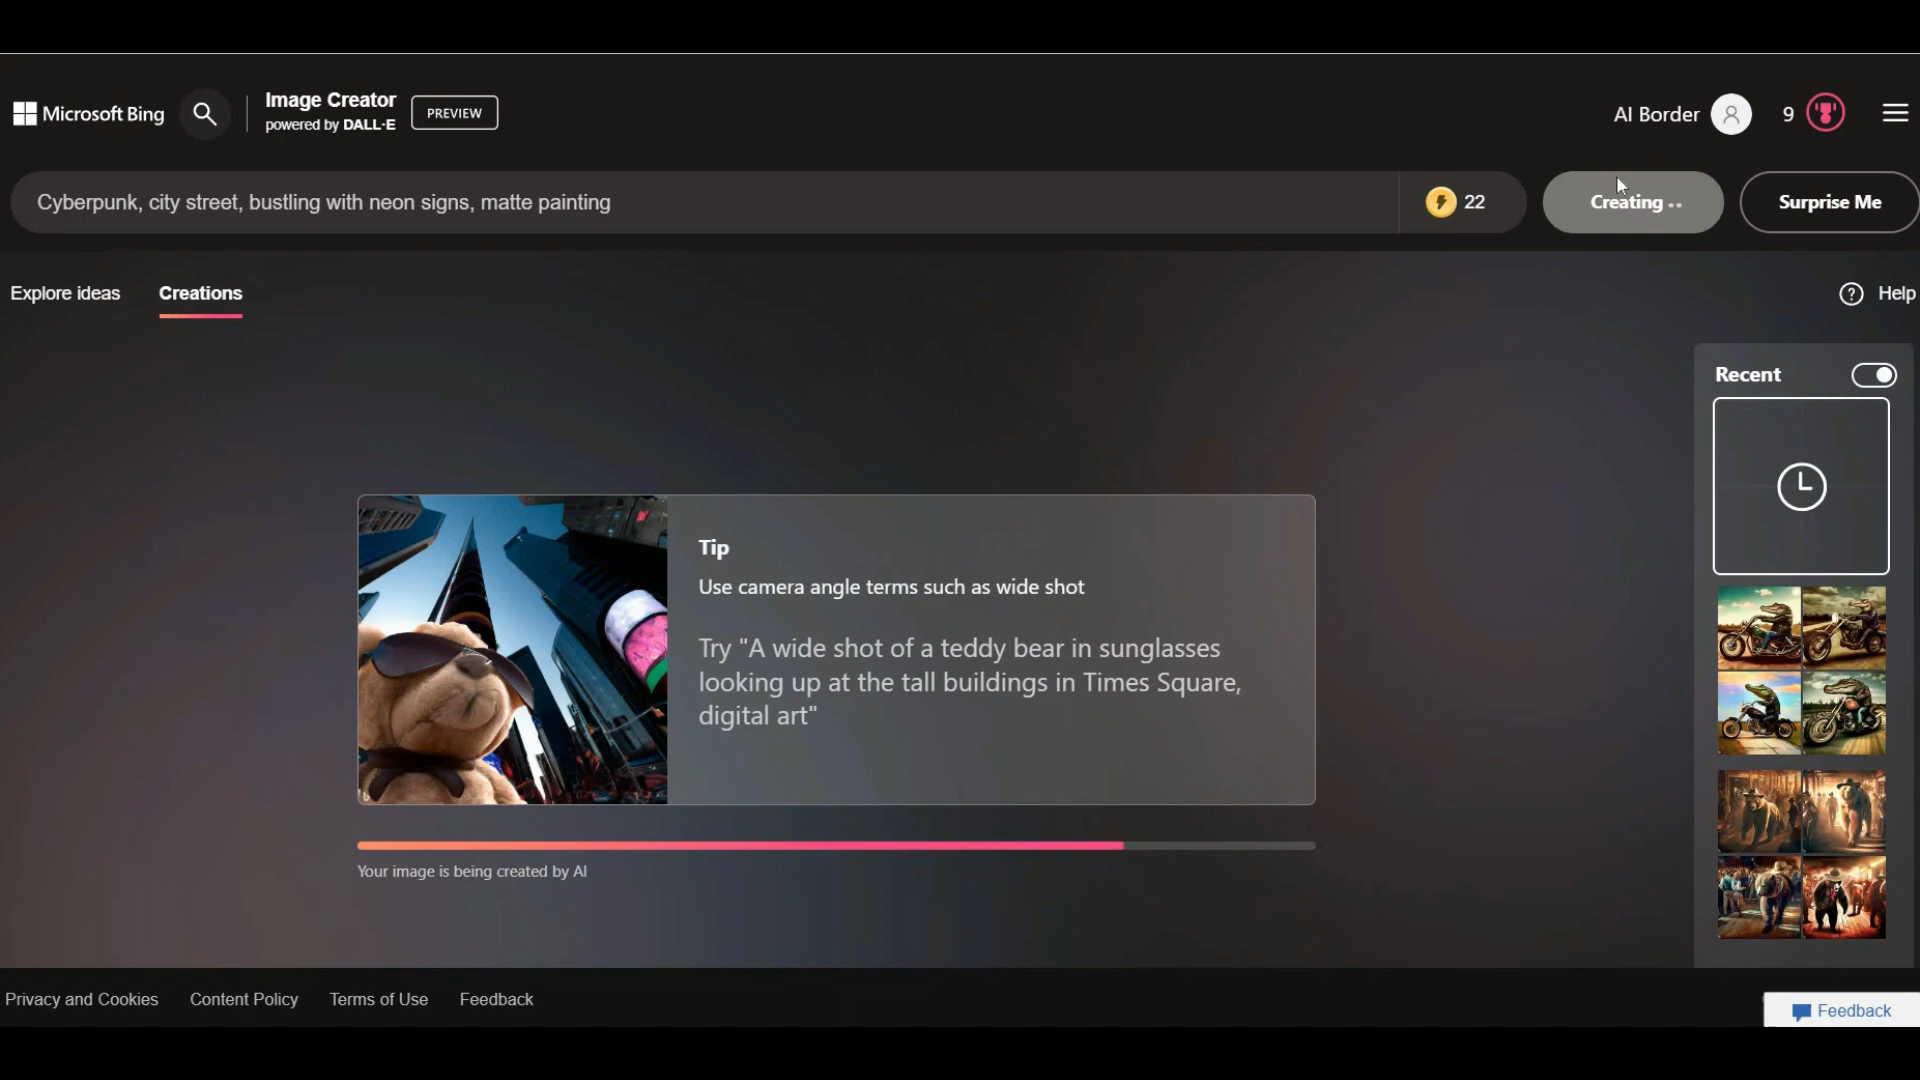 Microsoft Bing
Image Creator
powered by DALL·E
PREVIEW
AI Border
9
Cyberpunk, city street, bustling with neon signs, matte painting
22
Creating ..
Surprise Me
Explore ideas
Creations
Help
Recent
Tip
Use camera angle terms such as wide shot
Try "A wide shot of a teddy bear in sunglasses
looking up at the tall buildings in Times Square,
digital art"
Your image is being created by AI
Privacy and Cookies
Content Policy
Terms of Use
Feedback
Feedback